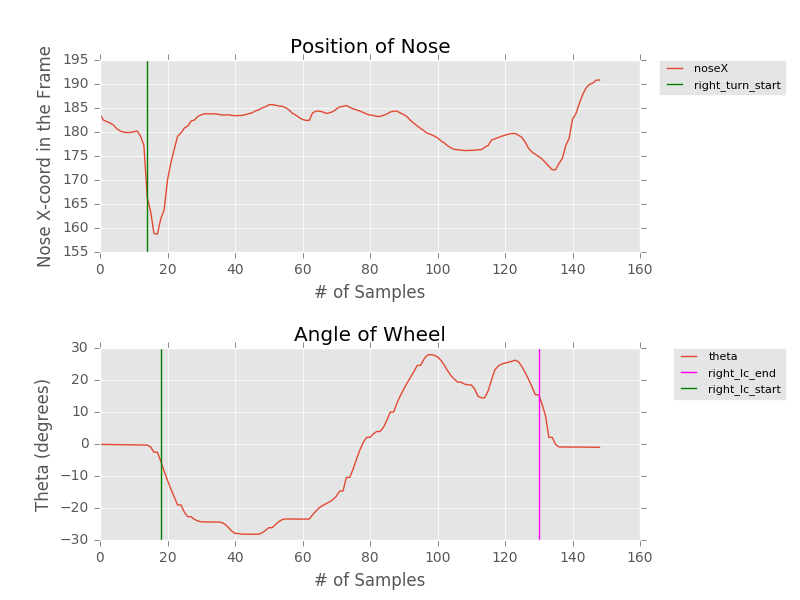 Position of Nose
Nose X-coord in the Frame
195
190
185
180
175
170
165
160
155
0 20 40 60 80 100 120 140 160
# of Samples
noseX
right_turn_start
Angle of Wheel
Theta (degrees)
30
20
10
0
−10
−20
−30
0 20 40 60 80 100 120 140 160
# of Samples
theta
right_lc_end
right_lc_start